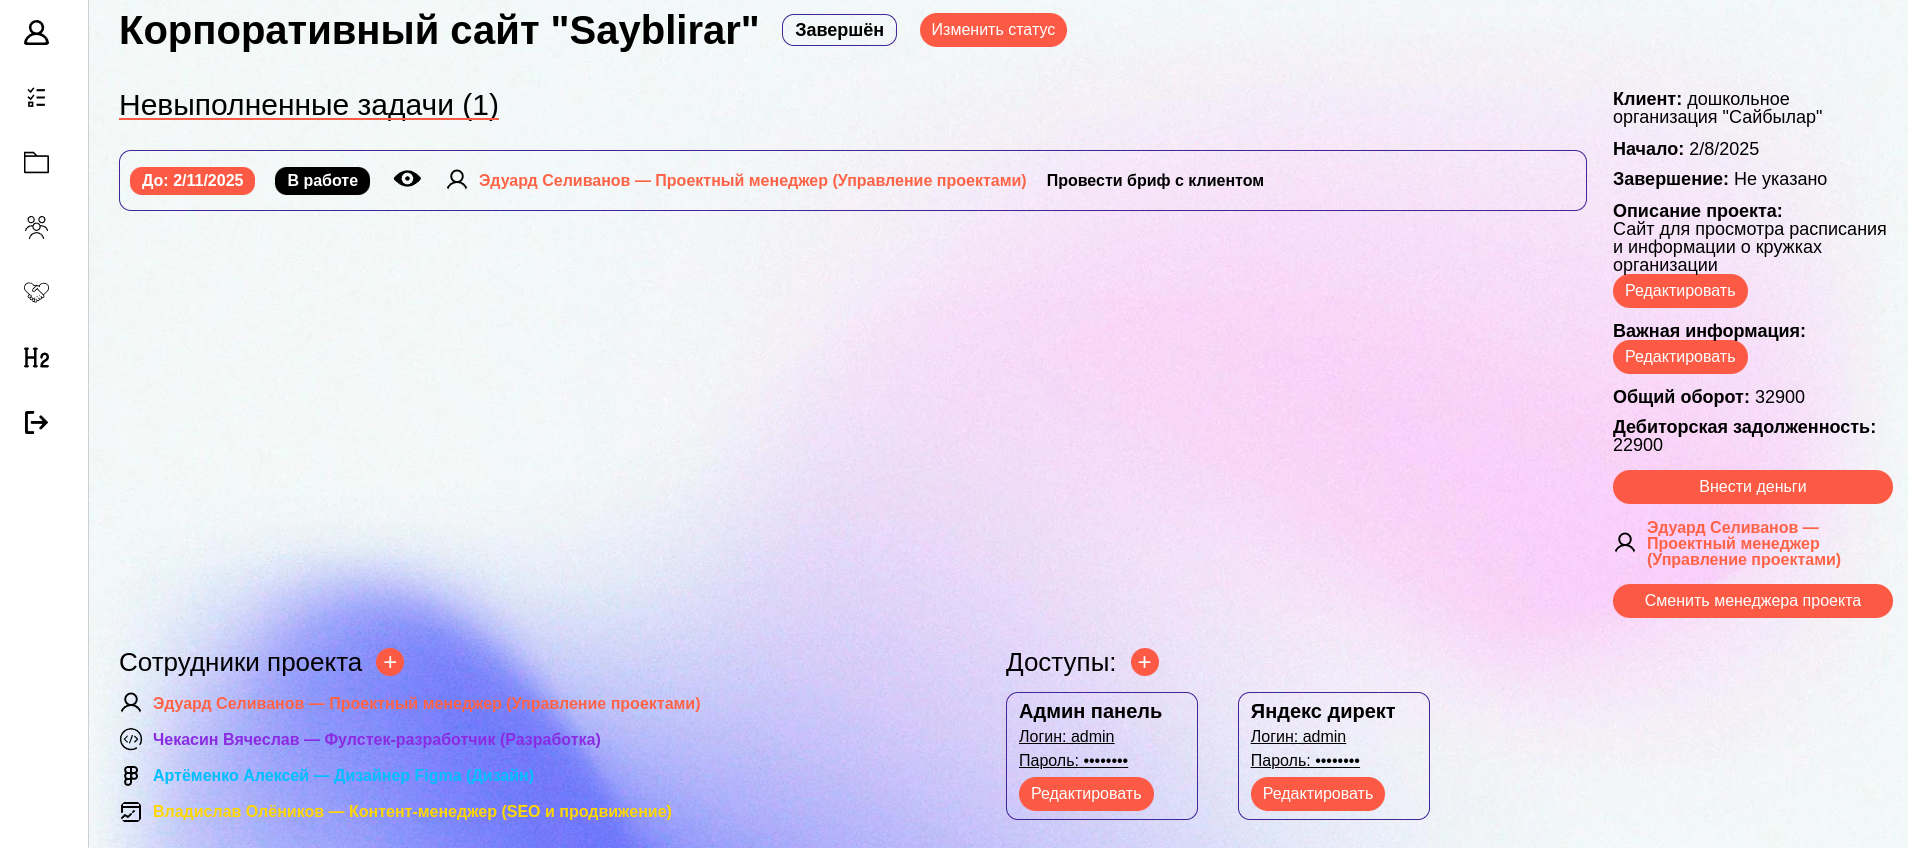 Корпоративный сайт "Sayblirar" Завершён Изменить статус
Невыполненные задачи (1)
До: 2/11/2025 В работе Эдуард Селиванов — Проектный менеджер (Управление проектами) Провести бриф с клиентом
Клиент: дошкольное
организация "Сайбылар"
Начало: 2/8/2025
Завершение: Не указано
Описание проекта:
Сайт для просмотра расписания
и информации о кружках
организации
Редактировать
Важная информация:
Редактировать
Общий оборот: 32900
Дебиторская задолженность:
22900
Внести деньги
Эдуард Селиванов —
Проектный менеджер
(Управление проектами)
Сменить менеджера проекта
Сотрудники проекта +
Эдуард Селиванов — Проектный менеджер (Управление проектами)
Чекасин Вячеслав — Фулстек-разработчик (Разработка)
Артёменко Алексей — Дизайнер Figma (Дизайн)
Владислав Олёников — Контент-менеджер (SEO и продвижение)
Доступы: +
Админ панель
Логин: admin
Пароль: ••••••••
Редактировать
Яндекс директ
Логин: admin
Пароль: ••••••••
Редактировать
H2